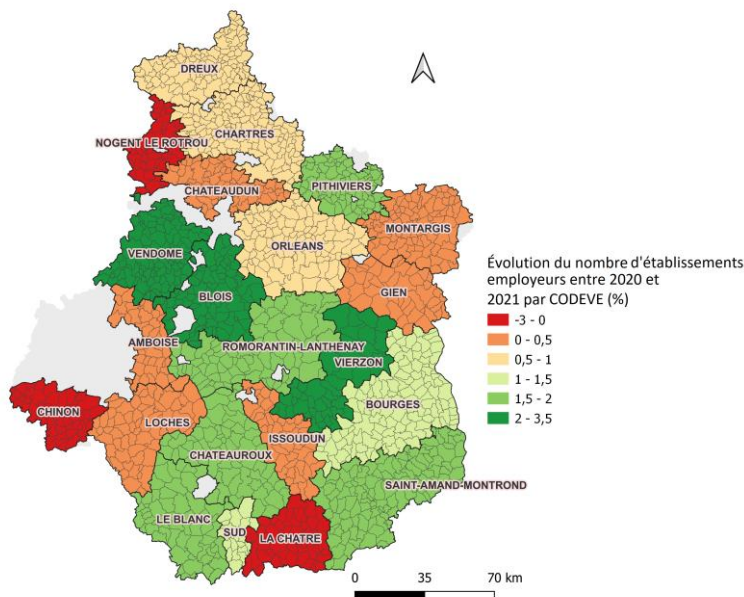 DREUX
CHARTRES
NOGENT LE ROTROU
CHATEAUDUN
PITHIVIERS
MONTARGIS
ORLEANS
VENDOME
GIEN
BLOIS
AMBOISE
ROMORANTIN-LANTHENAY
VIERZON
BOURGES
CHINON
LOCHES
ISSOUDUN
CHATEAUROUX
SAINT-AMAND-MONTROND
LE BLANC
SUD
LA CHATRE
Évolution du nombre d'établissements
employeurs entre 2020 et
2021 par CODEVE (%)
-3 - 0
0 - 0,5
0,5 - 1
1 - 1,5
1,5 - 2
2 - 3,5
0 35 70 km